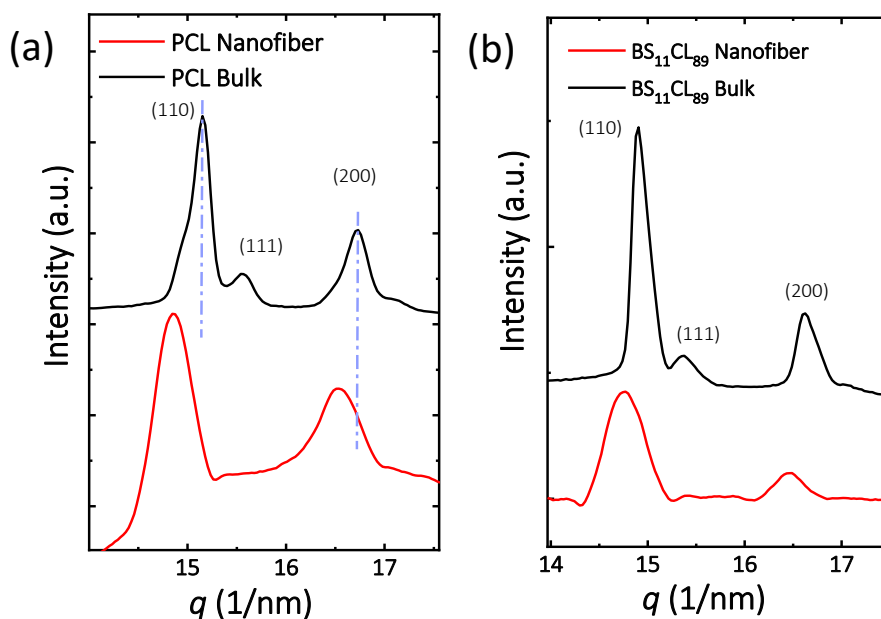 (a)
PCL Nanofiber
PCL Bulk
(110)
(200)
(111)
Intensity (a.u.)
15 16 17
q (1/nm)
(b)
BS₁₁CL₈₉ Nanofiber
BS₁₁CL₈₉ Bulk
(110)
(200)
(111)
Intensity (a.u.)
14 15 16 17
q (1/nm)